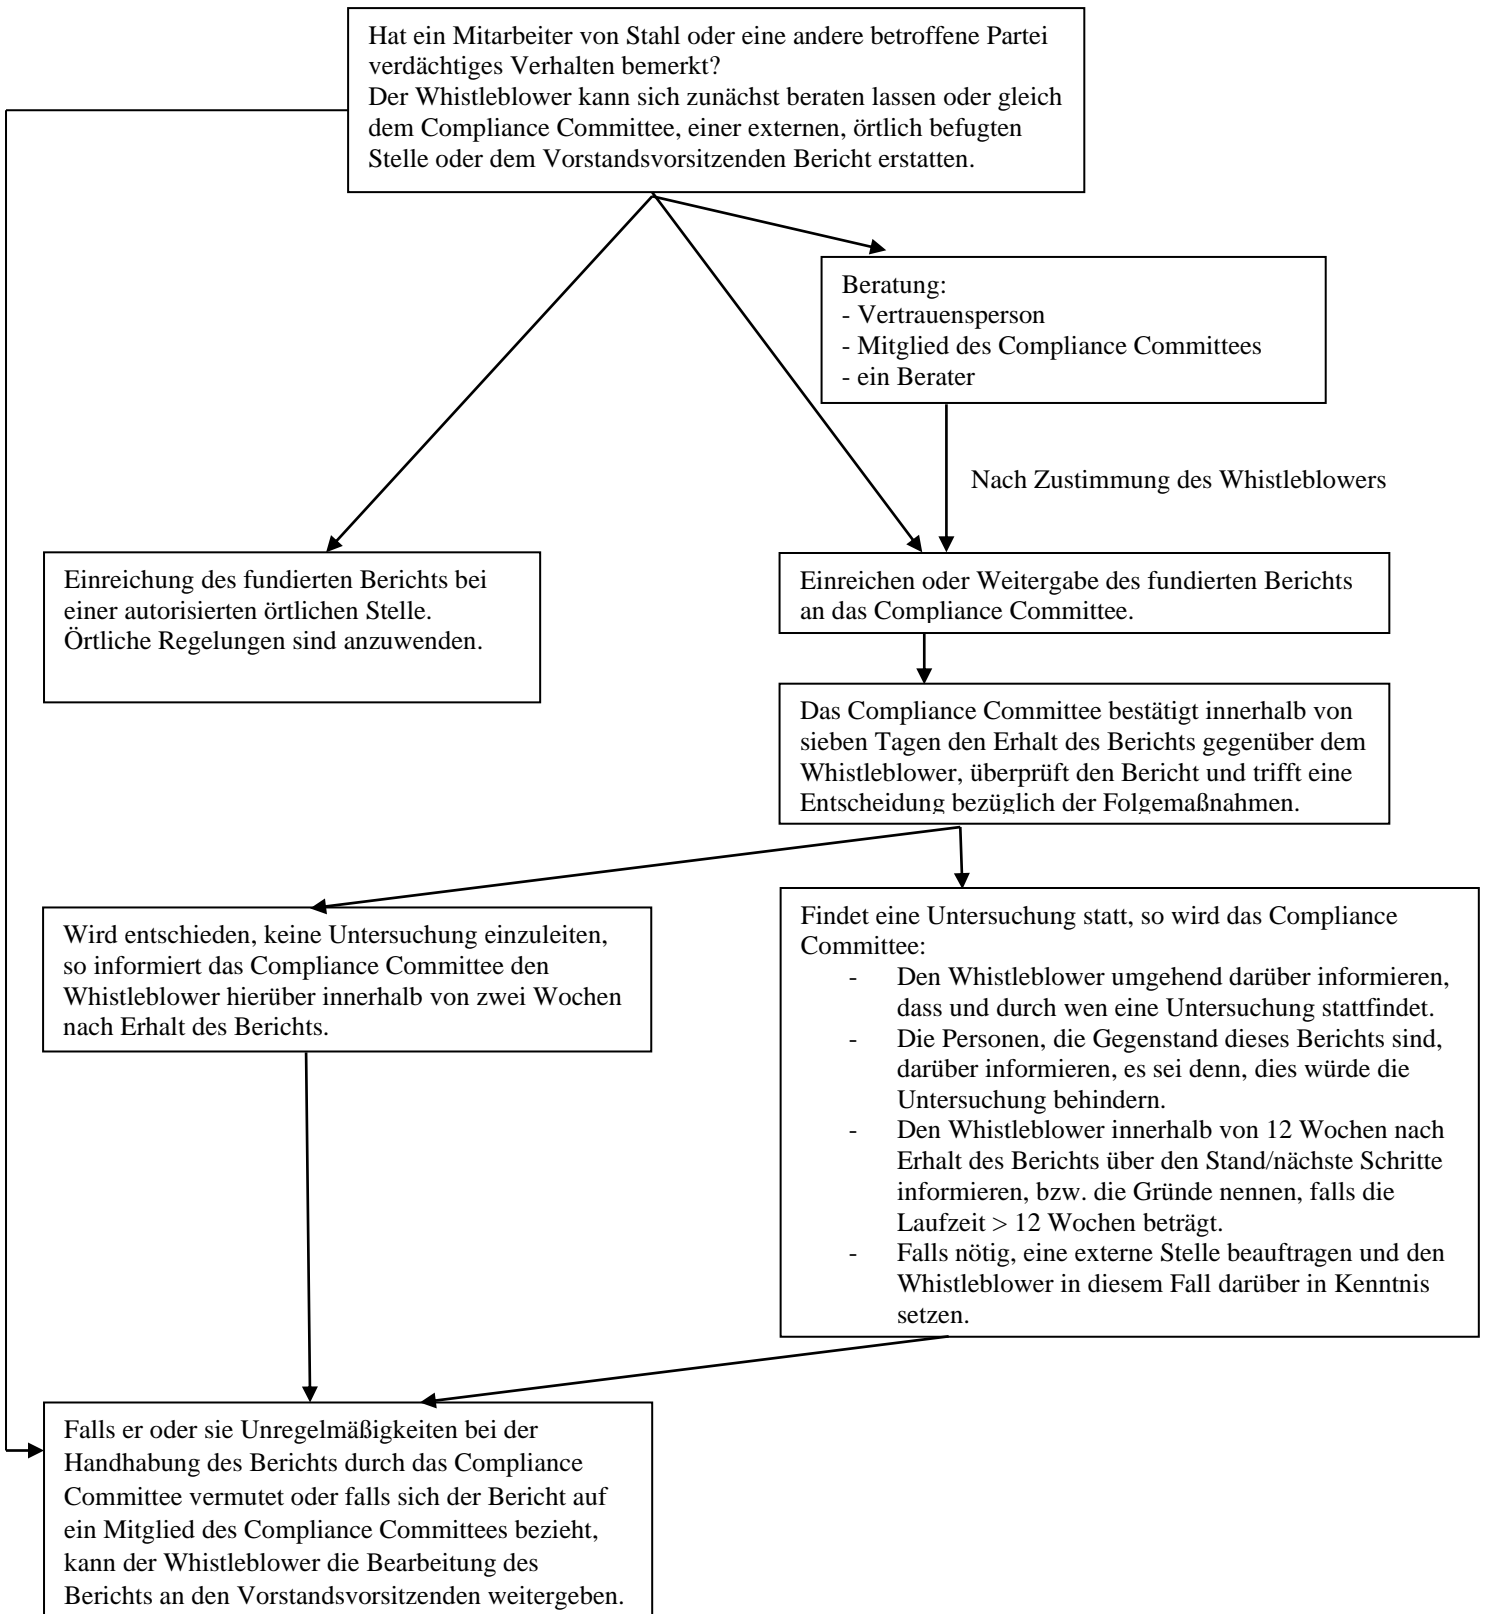 Hat ein Mitarbeiter von Stahl oder eine andere betroffene Partei
verdächtiges Verhalten bemerkt?
Der Whistleblower kann sich zunächst beraten lassen oder gleich
dem Compliance Committee, einer externen, örtlich befugten
Stelle oder dem Vorstandsvorsitzenden Bericht erstatten.
Beratung:
- Vertrauensperson
- Mitglied des Compliance Committees
- ein Berater
Nach Zustimmung des Whistleblowers
Einreichung des fundierten Berichts bei
einer autorisierten örtlichen Stelle.
Örtliche Regelungen sind anzuwenden.
Einreichen oder Weitergabe des fundierten Berichts
an das Compliance Committee.
Das Compliance Committee bestätigt innerhalb von
sieben Tagen den Erhalt des Berichts gegenüber dem
Whistleblower, überprüft den Bericht und trifft eine
Entscheidung bezüglich der Folgemaßnahmen.
Wird entschieden, keine Untersuchung einzuleiten,
so informiert das Compliance Committee den
Whistleblower hierüber innerhalb von zwei Wochen
nach Erhalt des Berichts.
Findet eine Untersuchung statt, so wird das Compliance
Committee:
- Den Whistleblower umgehend darüber informieren,
dass und durch wen eine Untersuchung stattfindet.
- Die Personen, die Gegenstand dieses Berichts sind,
darüber informieren, es sei denn, dies würde die
Untersuchung behindern.
- Den Whistleblower innerhalb von 12 Wochen nach
Erhalt des Berichts über den Stand/nächste Schritte
informieren, bzw. die Gründe nennen, falls die
Laufzeit > 12 Wochen beträgt.
- Falls nötig, eine externe Stelle beauftragen und den
Whistleblower in diesem Fall darüber in Kenntnis
setzen.
Falls er oder sie Unregelmäßigkeiten bei der
Handhabung des Berichts durch das Compliance
Committee vermutet oder falls sich der Bericht auf
ein Mitglied des Compliance Committees bezieht,
kann der Whistleblower die Bearbeitung des
Berichts an den Vorstandsvorsitzenden weitergeben.